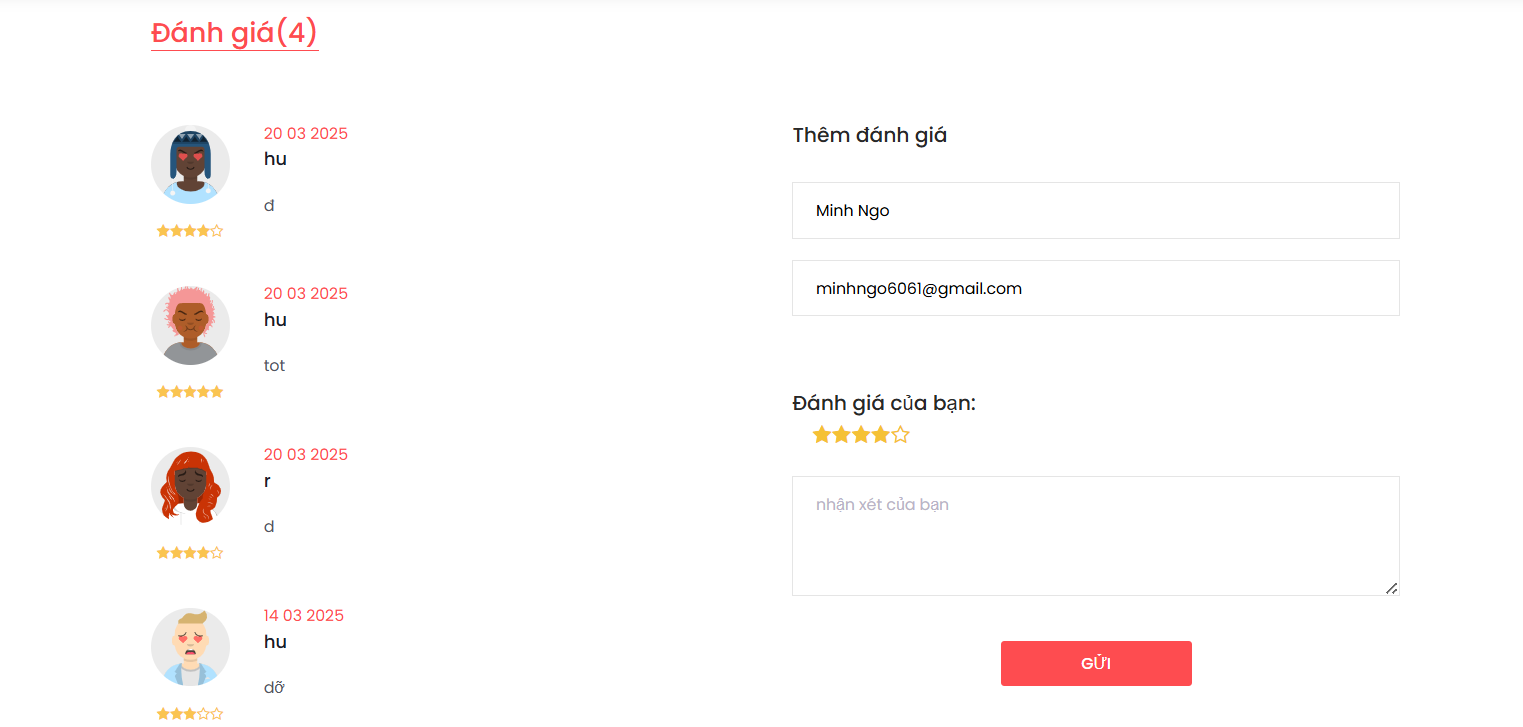 Đánh giá(4)
20 03 2025
hu
d
20 03 2025
hu
tot
20 03 2025
r
d
14 03 2025
hu
dỡ
Thêm đánh giá
Minh Ngo
minhngo6061@gmail.com
Đánh giá của bạn:
nhận xét của bạn
GỬI